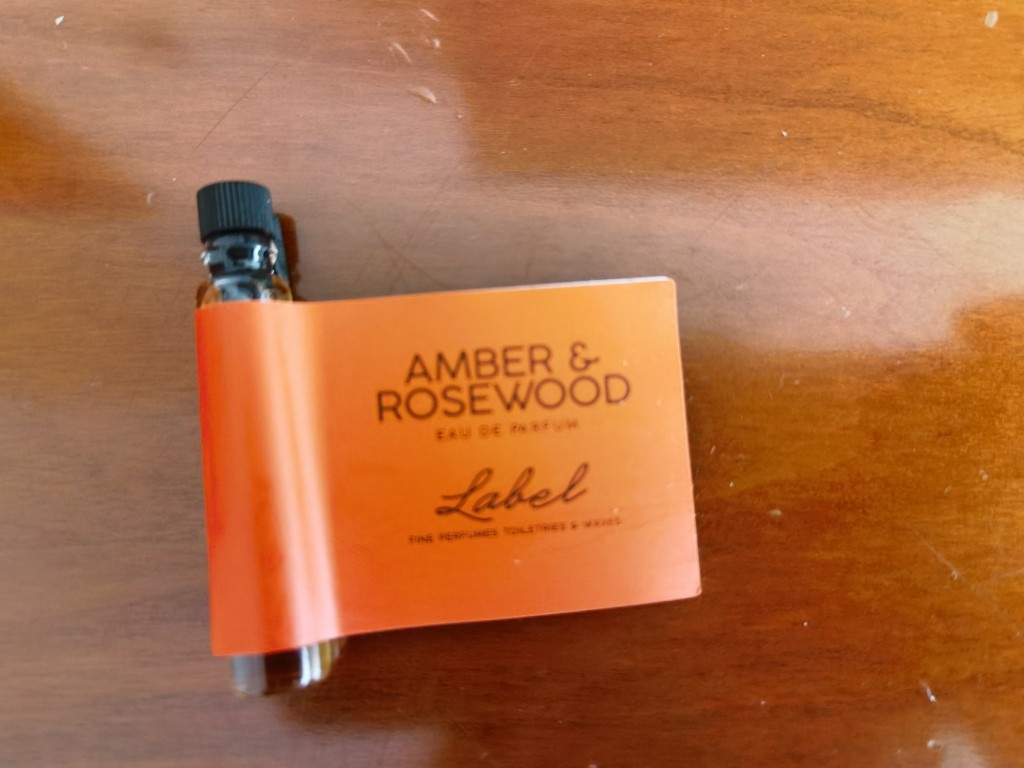 AMBER &
ROSEWOOD
EAU DE PARFUM
Label
FINE PERFUMES TOILETRIES & WAXES